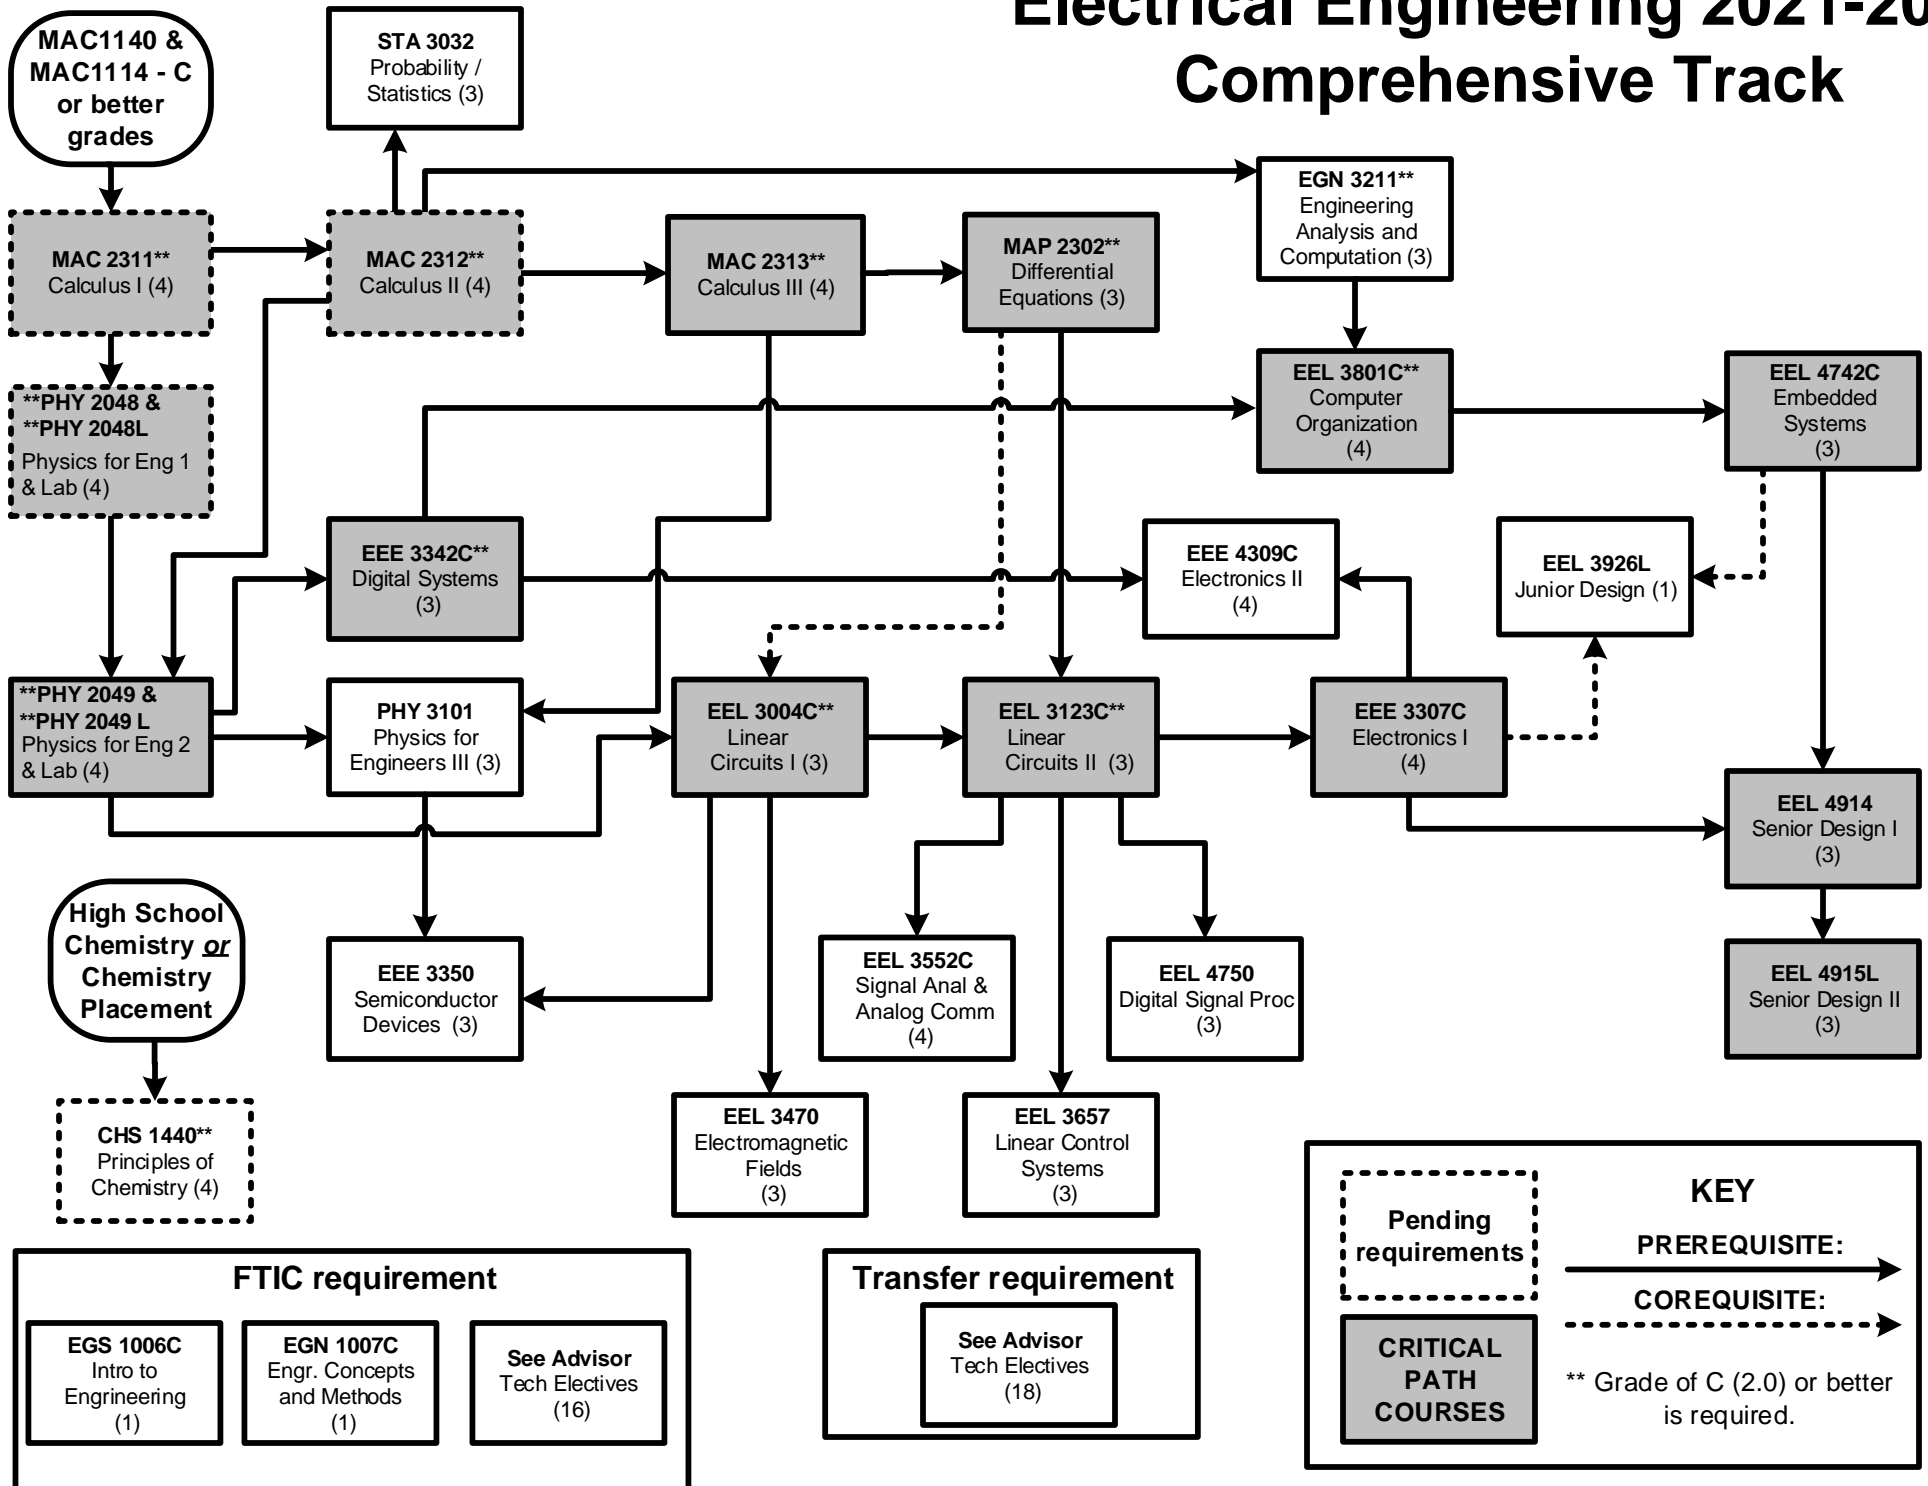 Electrical Engineering 2021-20
Comprehensive Track
MAC1140 &
MAC1114 - C
or better
grades
STA 3032
Probability /
Statistics (3)
EGN 3211**
Engineering
Analysis and
Computation (3)
MAC 2311**
Calculus I (4)
MAC 2312**
Calculus II (4)
MAC 2313**
Calculus III (4)
MAP 2302**
Differential
Equations (3)
**PHY 2048 &
**PHY 2048L
Physics for Eng 1
& Lab (4)
EEL 3801C**
Computer
Organization
(4)
EEL 4742C
Embedded
Systems
(3)
EEE 3342C**
Digital Systems
(3)
EEE 4309C
Electronics II
(4)
EEL 3926L
Junior Design (1)
**PHY 2049 &
**PHY 2049 L
Physics for Eng 2
& Lab (4)
PHY 3101
Physics for
Engineers III (3)
EEL 3004C**
Linear
Circuits I (3)
EEL 3123C**
Linear
Circuits II (3)
EEE 3307C
Electronics I
(4)
EEL 4914
Senior Design I
(3)
High School
Chemistry or
Chemistry
Placement
EEE 3350
Semiconductor
Devices (3)
EEL 3552C
Signal Anal &
Analog Comm
(4)
EEL 4750
Digital Signal Proc
(3)
EEL 4915L
Senior Design II
(3)
CHS 1440**
Principles of
Chemistry (4)
EEL 3470
Electromagnetic
Fields
(3)
EEL 3657
Linear Control
Systems
(3)
FTIC requirement
EGS 1006C
Intro to
Engrineering
(1)
EGN 1007C
Engr. Concepts
and Methods
(1)
See Advisor
Tech Electives
(16)
Transfer requirement
See Advisor
Tech Electives
(18)
KEY
Pending
requirements
PREREQUISITE:
COREQUISITE:
CRITICAL
PATH
COURSES
** Grade of C (2.0) or better
is required.